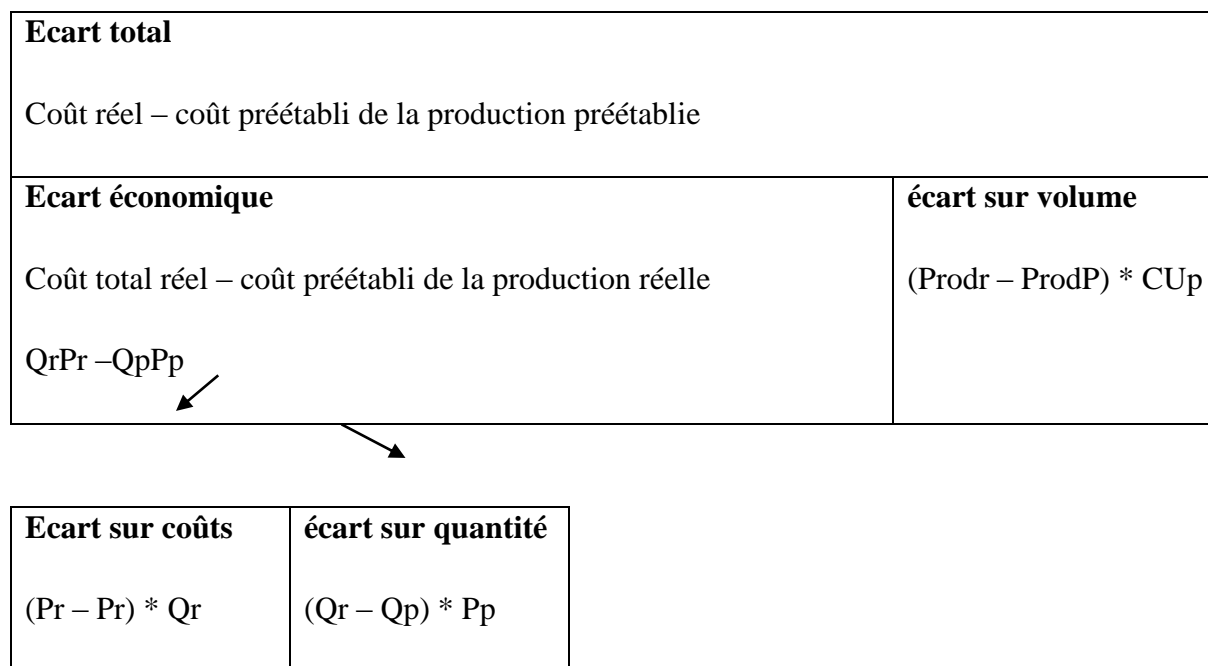 Ecart total
Coût réel – coût préétabli de la production préétablie
Ecart économique
Coût total réel – coût préétabli de la production réelle
QrPr –QpPp
écart sur volume
(Prodr – ProdP) * CUp
Ecart sur coûts
(Pr – Pr) * Qr
écart sur quantité
(Qr – Qp) * Pp